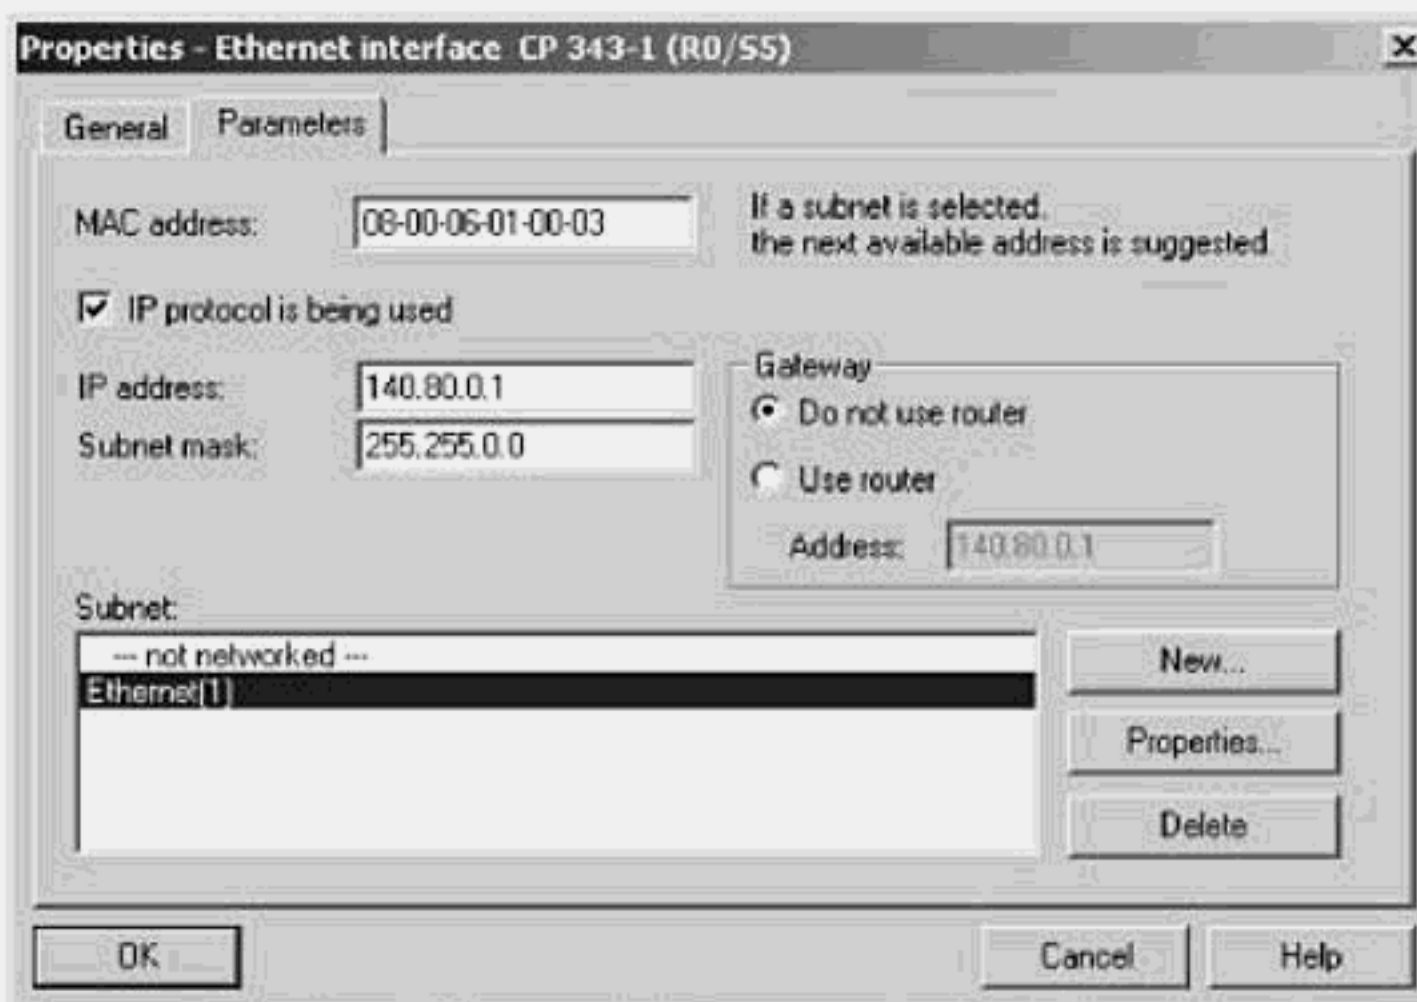 Properties - Ethernet interface CP 343-1 (R0/S5)
General
Parameters
MAC address:
08-00-06-01-00-03
If a subnet is selected.
the next available address is suggested
IP protocol is being used
IP address:
140.80.0.1
Subnet mask:
255.255.0.0
Gateway
Do not use router
Use router
Address:
140.80.0.1
Subnet:
--- not networked ---
Ethernet(1)
New...
Properties...
Delete
OK
Cancel
Help